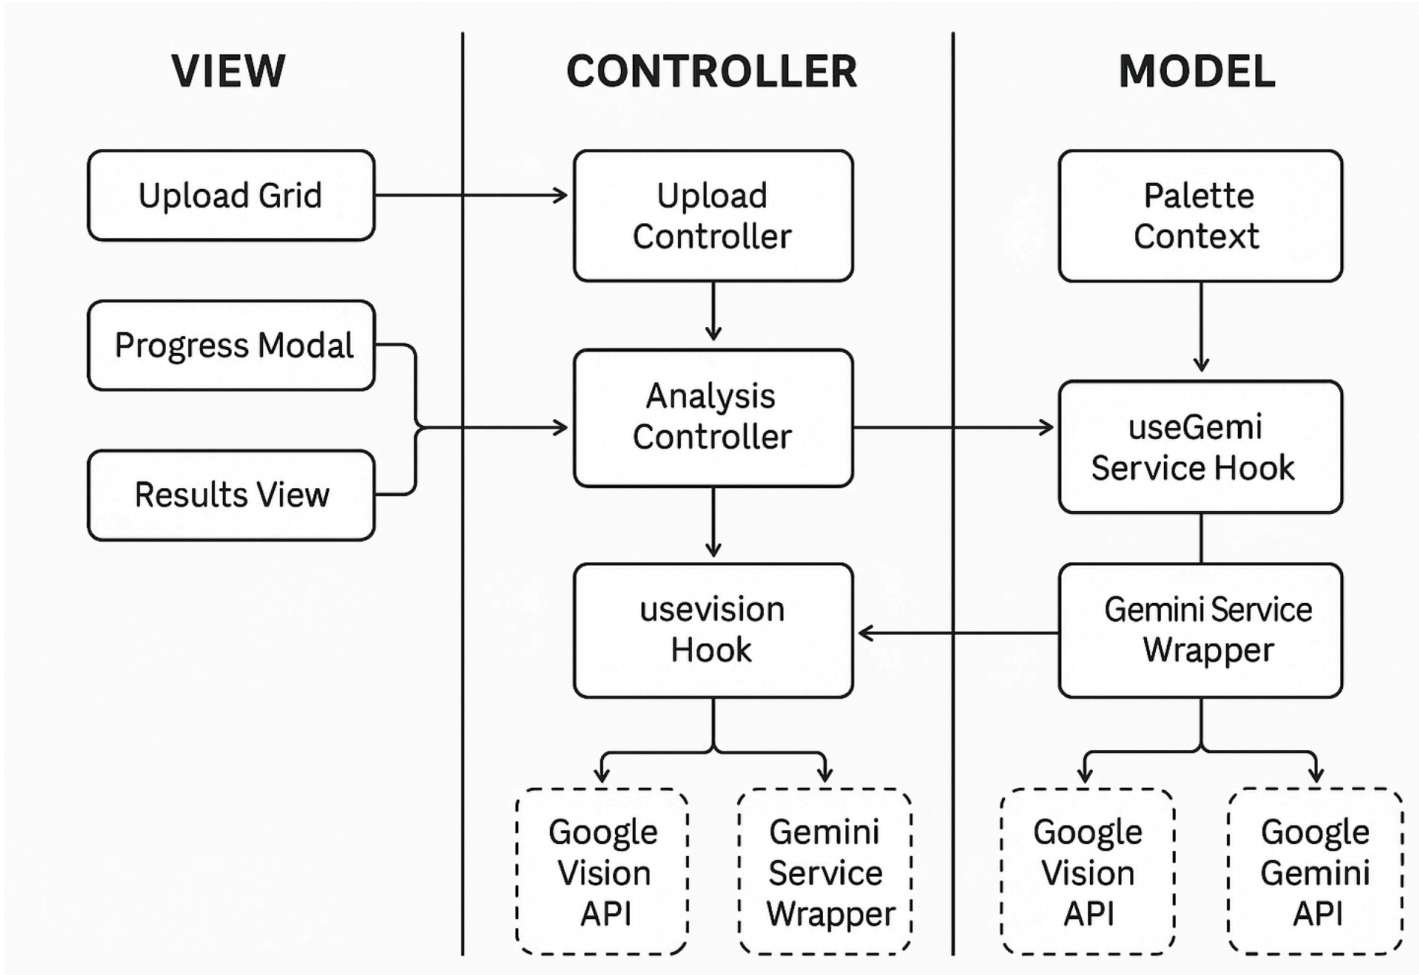 VIEW
CONTROLLER
MODEL
Upload Grid
Progress Modal
Results View
Upload
Controller
Analysis
Controller
usevision
Hook
Google
Vision
API
Gemini
Service
Wrapper
Palette
Context
useGemi
Service Hook
Gemini Service
Wrapper
Google
Vision
API
Google
Gemini
API